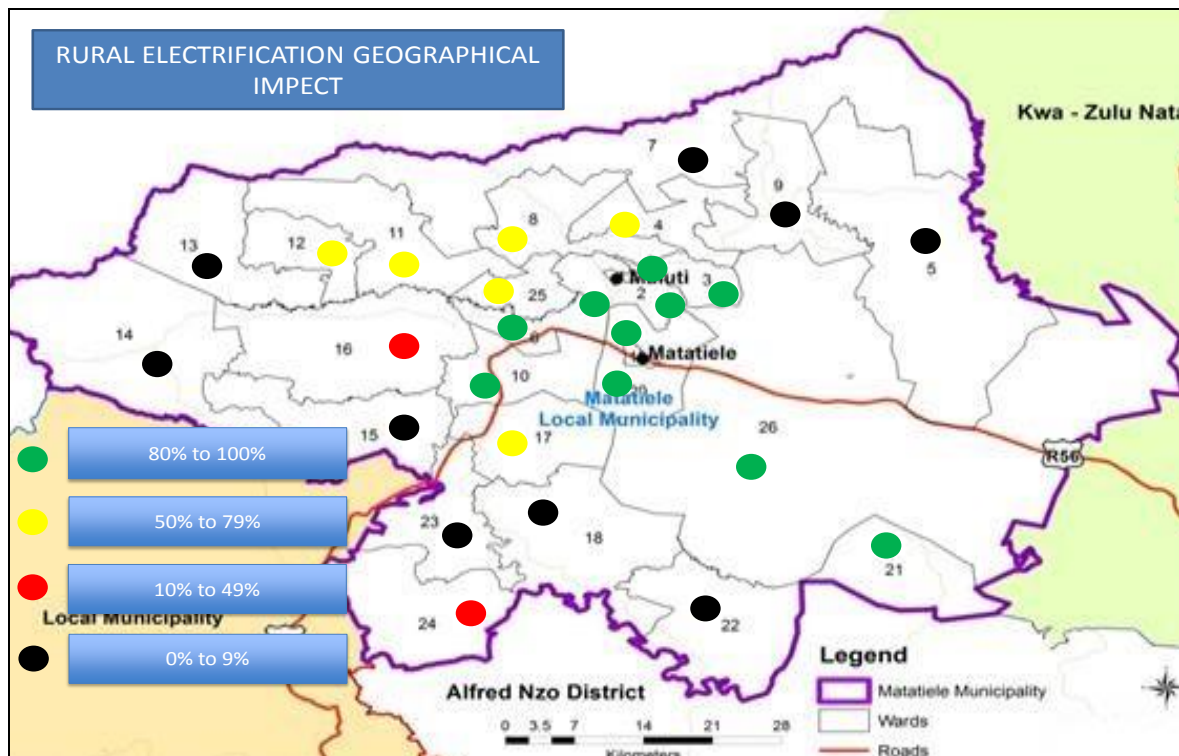 RURAL ELECTRIFICATION GEOGRAPHICAL
IMPECT
Kwa - Zulu Nata
7
9
8
4
13
12
11
5
25
Maluti
3
2
14
16
6
Matatiele
10
20
Matatiele
Local Municipality
26
15
17
80% to 100%
R56
50% to 79%
23
18
21
10% to 49%
Local Municipality
24
22
0% to 9%
Legend
Alfred Nzo District
Matatiele Municipality
0 3.5 7 14 21 28
Wards
Kilometers
Roads